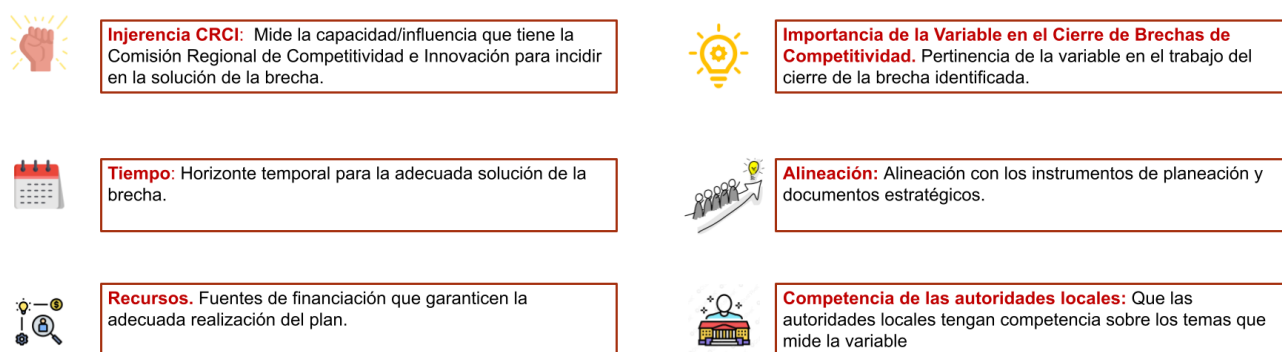 Injerencia CRCI: Mide la capacidad/influencia que tiene la
Comisión Regional de Competitividad e Innovación para incidir
en la solución de la brecha.
Importancia de la Variable en el Cierre de Brechas de
Competitividad. Pertinencia de la variable en el trabajo del
cierre de la brecha identificada.
Tiempo: Horizonte temporal para la adecuada solución de la
brecha.
Alineación: Alineación con los instrumentos de planeación y
documentos estratégicos.
Recursos. Fuentes de financiación que garanticen la
adecuada realización del plan.
Competencia de las autoridades locales: Que las
autoridades locales tengan competencia sobre los temas que
mide la variable